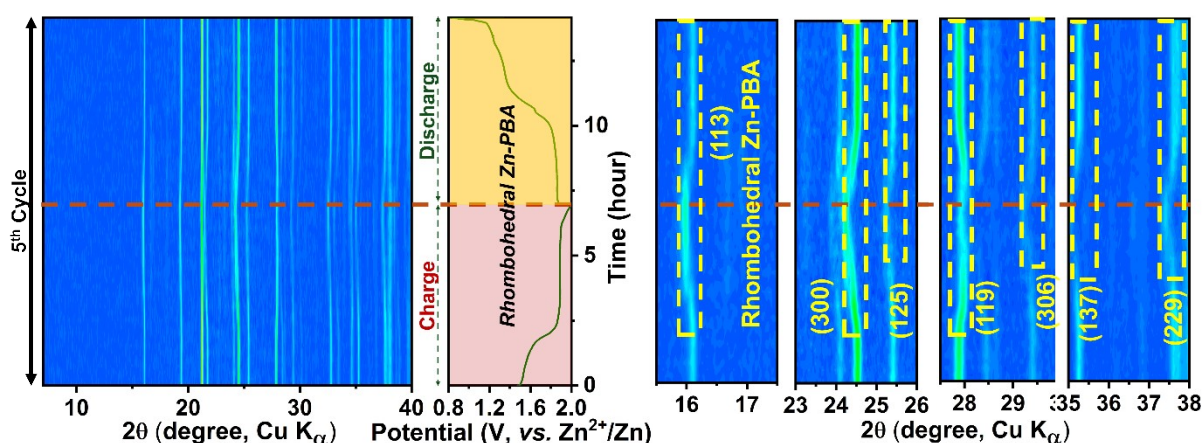 5th Cycle
10 20 30 40
2θ (degree, Cu Kα)
Discharge
Charge
Rhombohedral Zn-PBA
0.8 1.2 1.6 2.0
Potential (V, vs. Zn2+/Zn)
10
5
0
Time (hour)
(113)
Rhombohedral Zn-PBA
(300)
(125)
(119)
(306)
(137)
(229)
16 17 23 24 25 26 28 30 35 36 37 38
2θ (degree, Cu Kα)